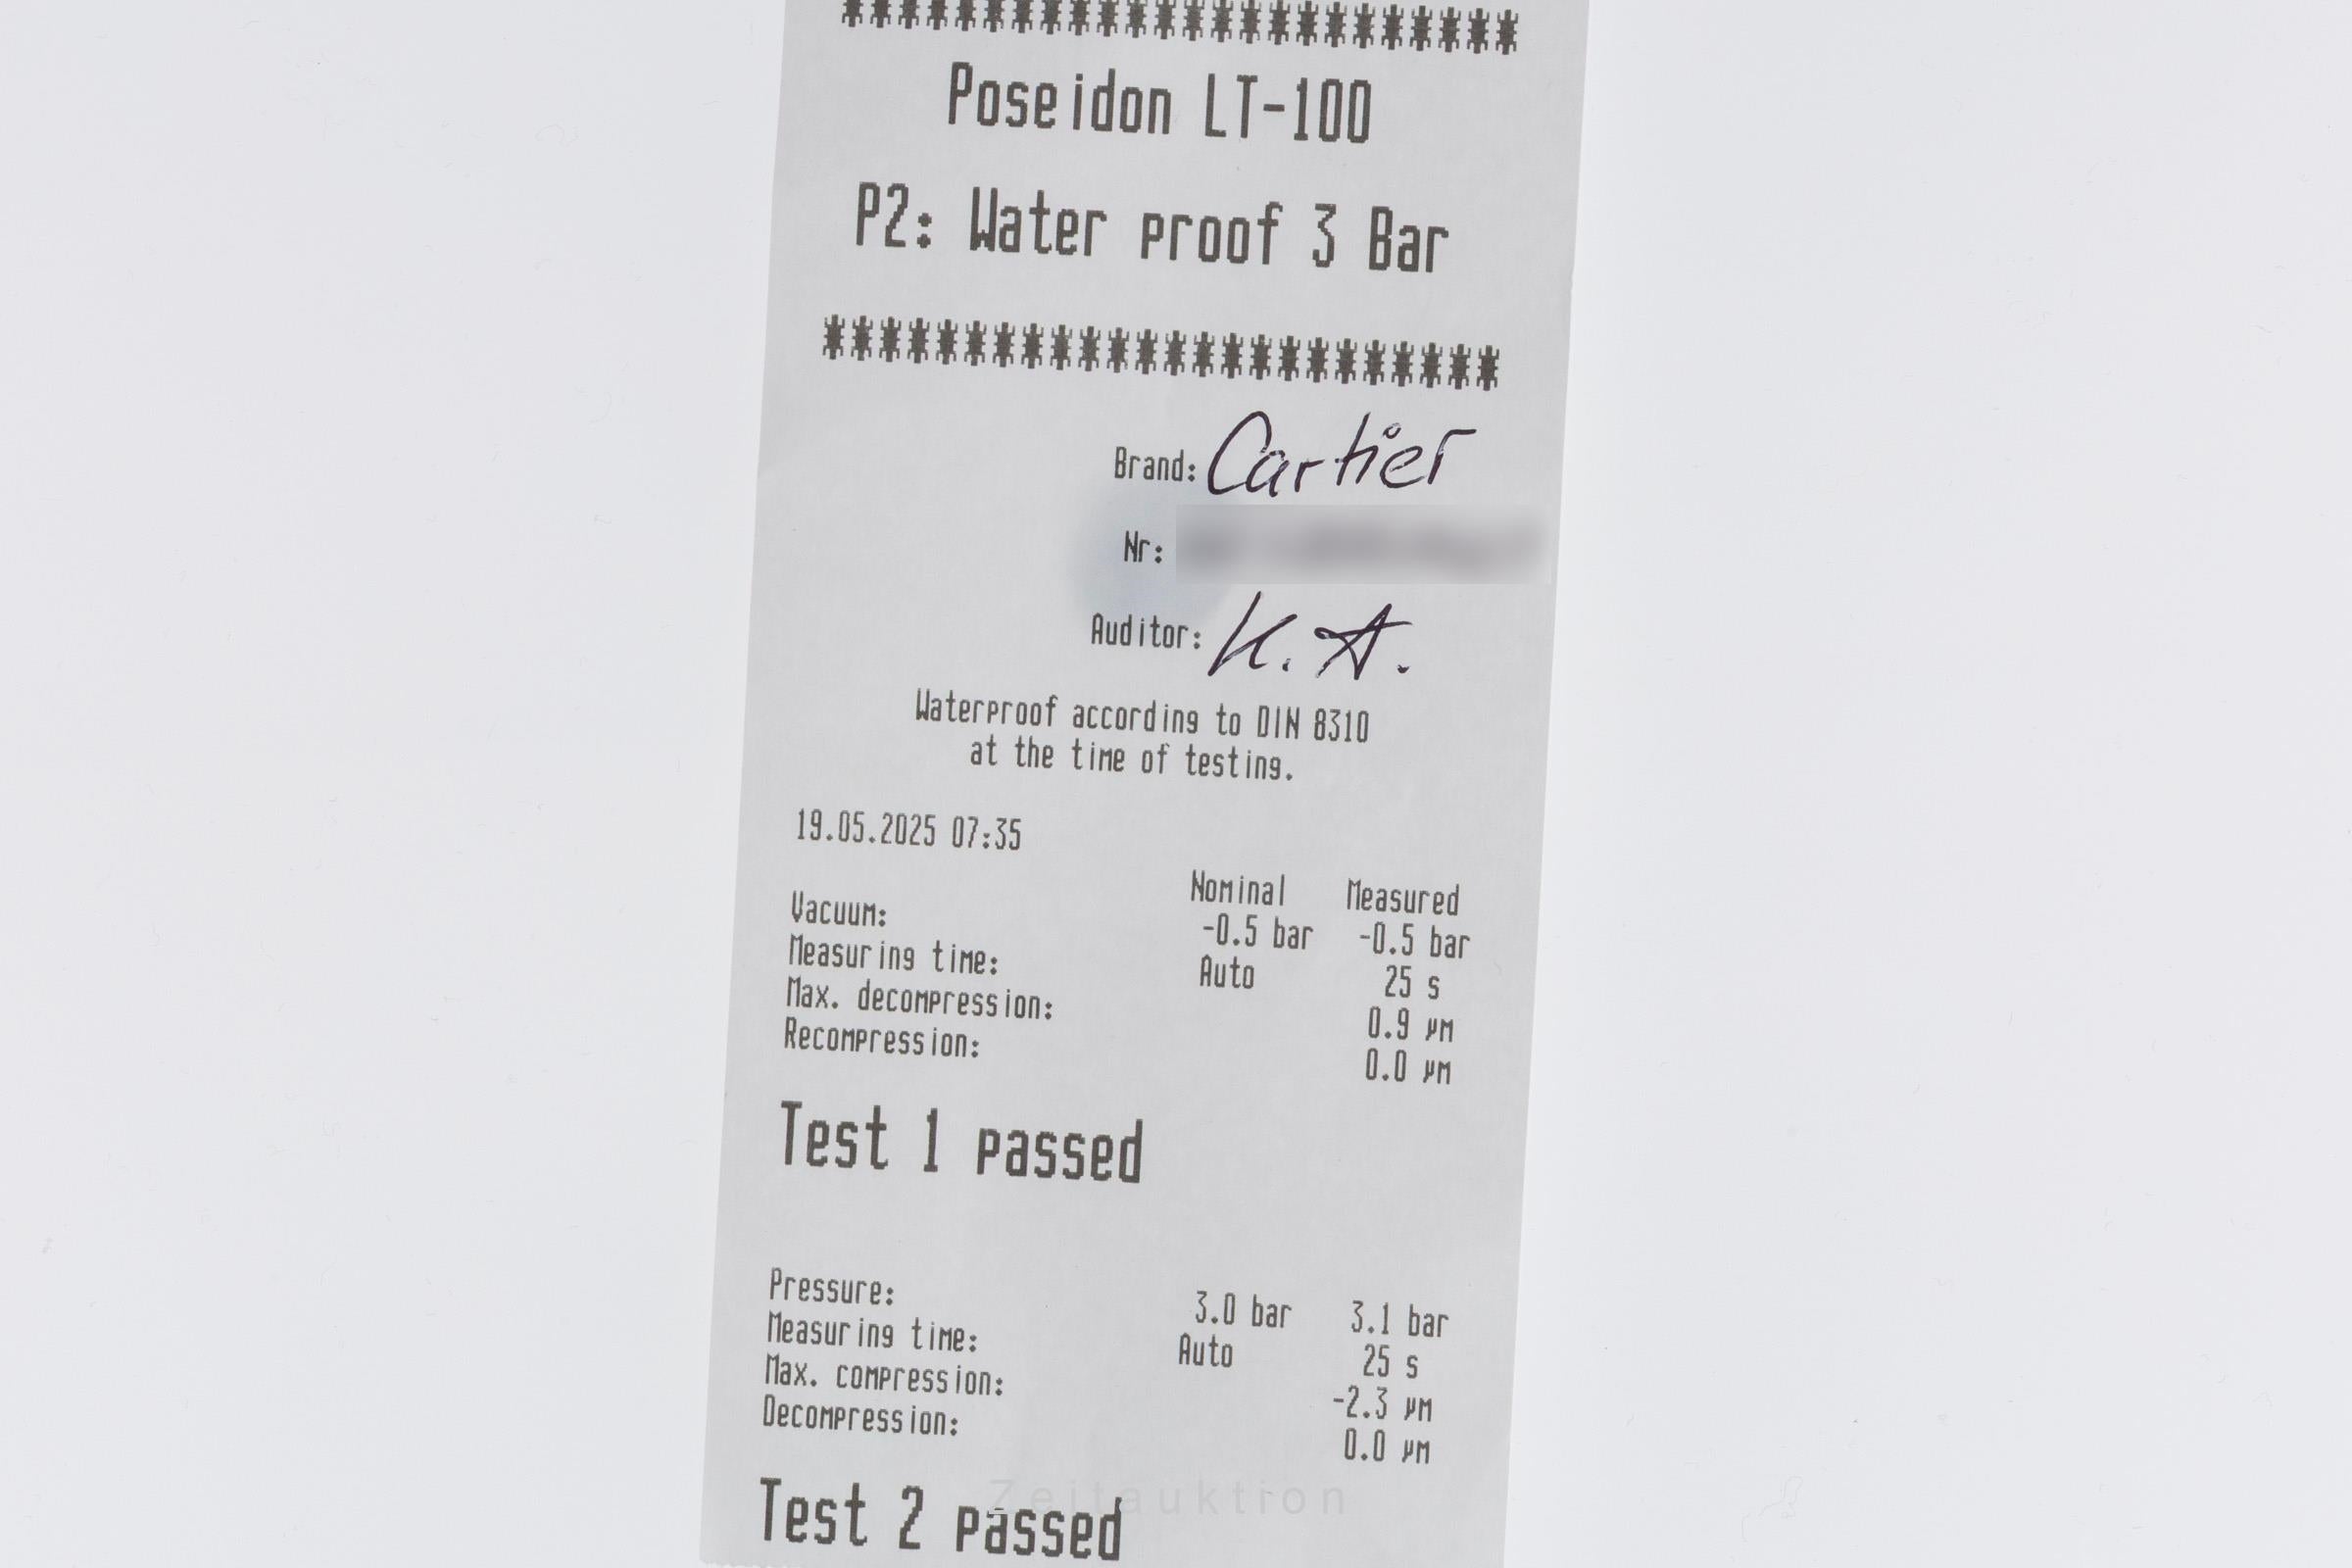 ************************
Poseidon LT-100
P2: Water proof 3 Bar
************************
Brand: Cartier
Nr:
Auditor: K. A.
Waterproof according to DIN 8310
at the time of testing.
19.05.2025 07:35
Nominal Measured
Vacuum: -0.5 bar -0.5 bar
Measuring time: Auto 25 s
Max. decompression: 0.9 µm
Recompression: 0.0 µm
Test 1 passed
Pressure: 3.0 bar 3.1 bar
Measuring time: Auto 25 s
Max. compression: -2.3 µm
Decompression: 0.0 µm
Test 2 passed
Zeitauktion